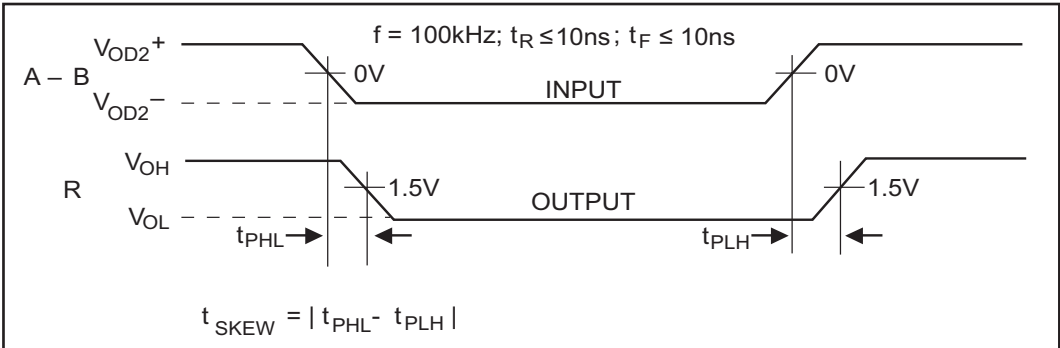 f = 100kHz; tR ≤10ns; tF ≤ 10ns
VOD2+
A – B
0V
0V
VOD2–
INPUT
VOH
R
1.5V
1.5V
VOL
OUTPUT
tPHL
tPLH
tSKEW = | tPHL- tPLH |